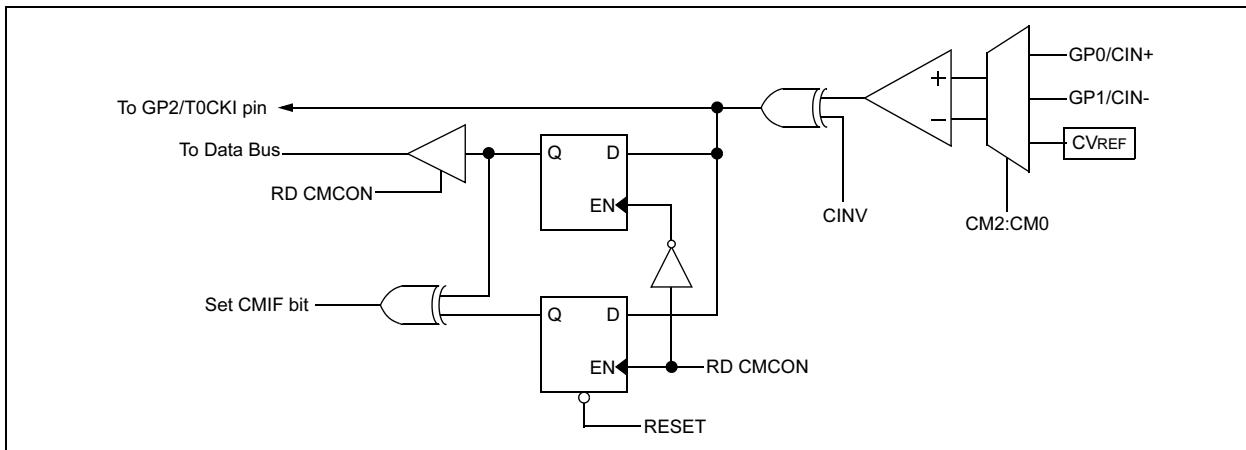 GP0/CIN+
To GP2/T0CKI pin
GP1/CIN-
To Data Bus
Q D
CVREF
RD CMCON
EN
CINV
CM2:CM0
Set CMIF bit
Q D
EN
RD CMCON
RESET